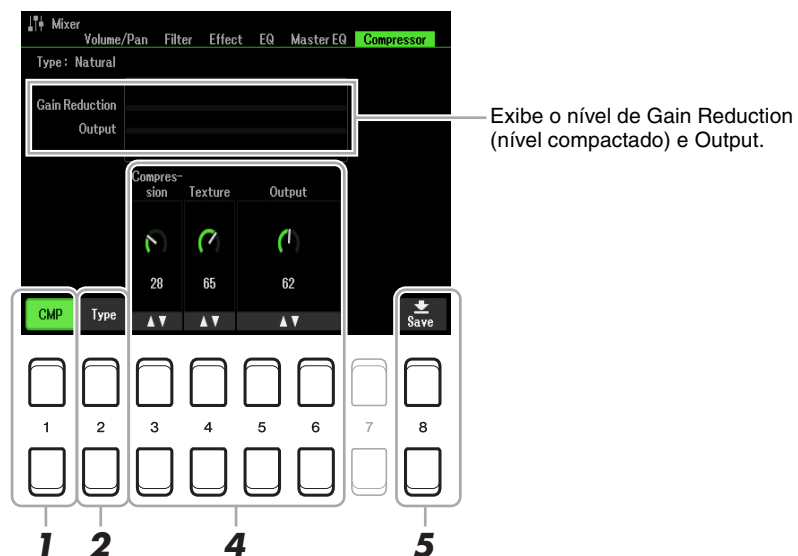 Mixer
Volume/Pan Filter Effect EQ Master EQ Compressor
Type: Natural
Gain Reduction
Output
Exibe o nível de Gain Reduction
(nível compactado) e Output.
Compres-
sion Texture Output
28 65 62
CMP Type Save
1 2 3 4 5 6 7 8
1 2 4 5